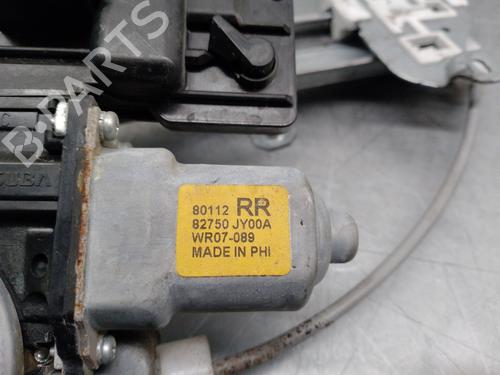 80112 RR
82750 JY00A
WR07-089
MADE IN PHI
B-PARTS